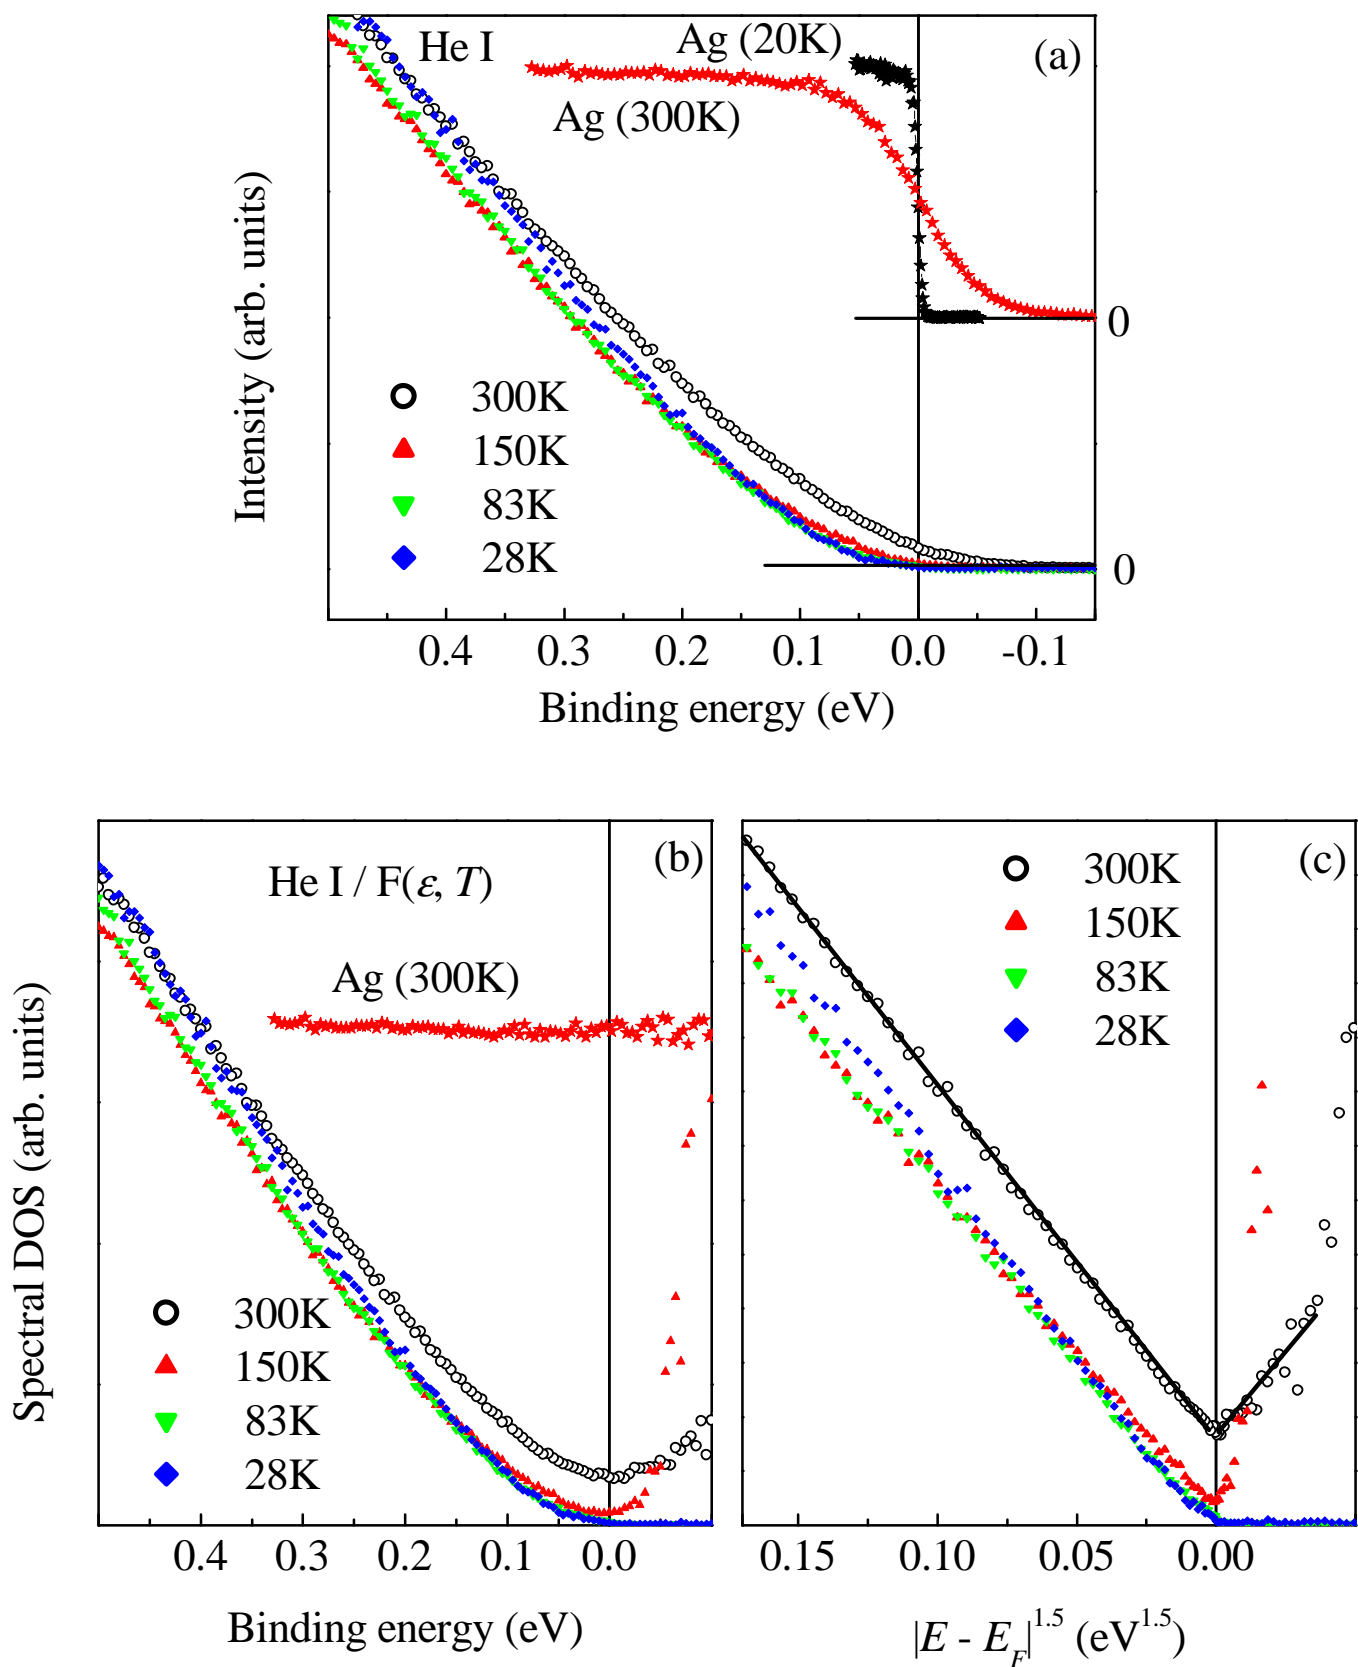 He I
Ag (20K)
(a)
Ag (300K)
300K
150K
83K
28K
0
0
Intensity (arb. units)
0.4 0.3 0.2 0.1 0.0 -0.1
Binding energy (eV)
(b)
He I / F(ε, T)
Ag (300K)
300K
150K
83K
28K
Spectral DOS (arb. units)
0.4 0.3 0.2 0.1 0.0
Binding energy (eV)
(c)
300K
150K
83K
28K
0.15 0.10 0.05 0.00
|E - E_F|^1.5 (eV^1.5)